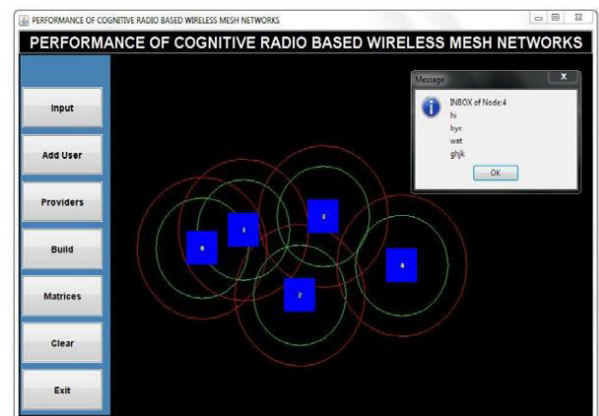 PERFORMANCE OF COGNITIVE RADIO BASED WIRELESS MESH NETWORKS
PERFORMANCE OF COGNITIVE RADIO BASED WIRELESS MESH NETWORKS
Input
Add User
Providers
Build
Matrices
Clear
Exit
Message
INBOX of Node:4
hi
bye
wat
ghjk
OK
0
1
3
4
2